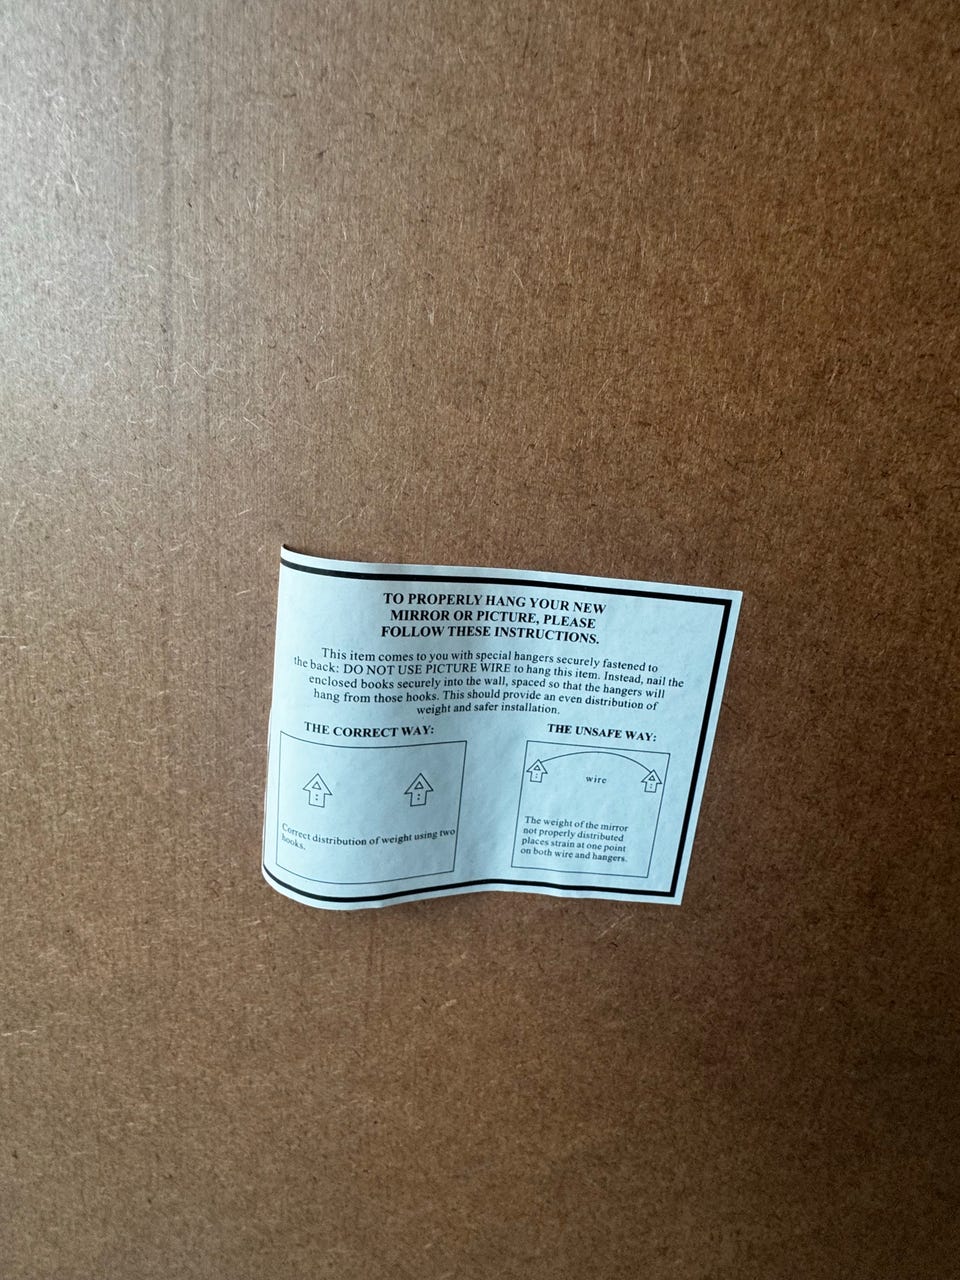 TO PROPERLY HANG YOUR NEW
MIRROR OR PICTURE, PLEASE
FOLLOW THESE INSTRUCTIONS.
This item comes to you with special hangers securely fastened to
the back: DO NOT USE PICTURE WIRE to hang this item. Instead, nail the
enclosed books securely into the wall, spaced so that the hangers will
hang from those hooks. This should provide an even distribution of
weight and safer installation.
THE CORRECT WAY:
Correct distribution of weight using two
hooks.
THE UNSAFE WAY:
wire
The weight of the mirror
not properly distributed
places strain at one point
on both wire and hangers.